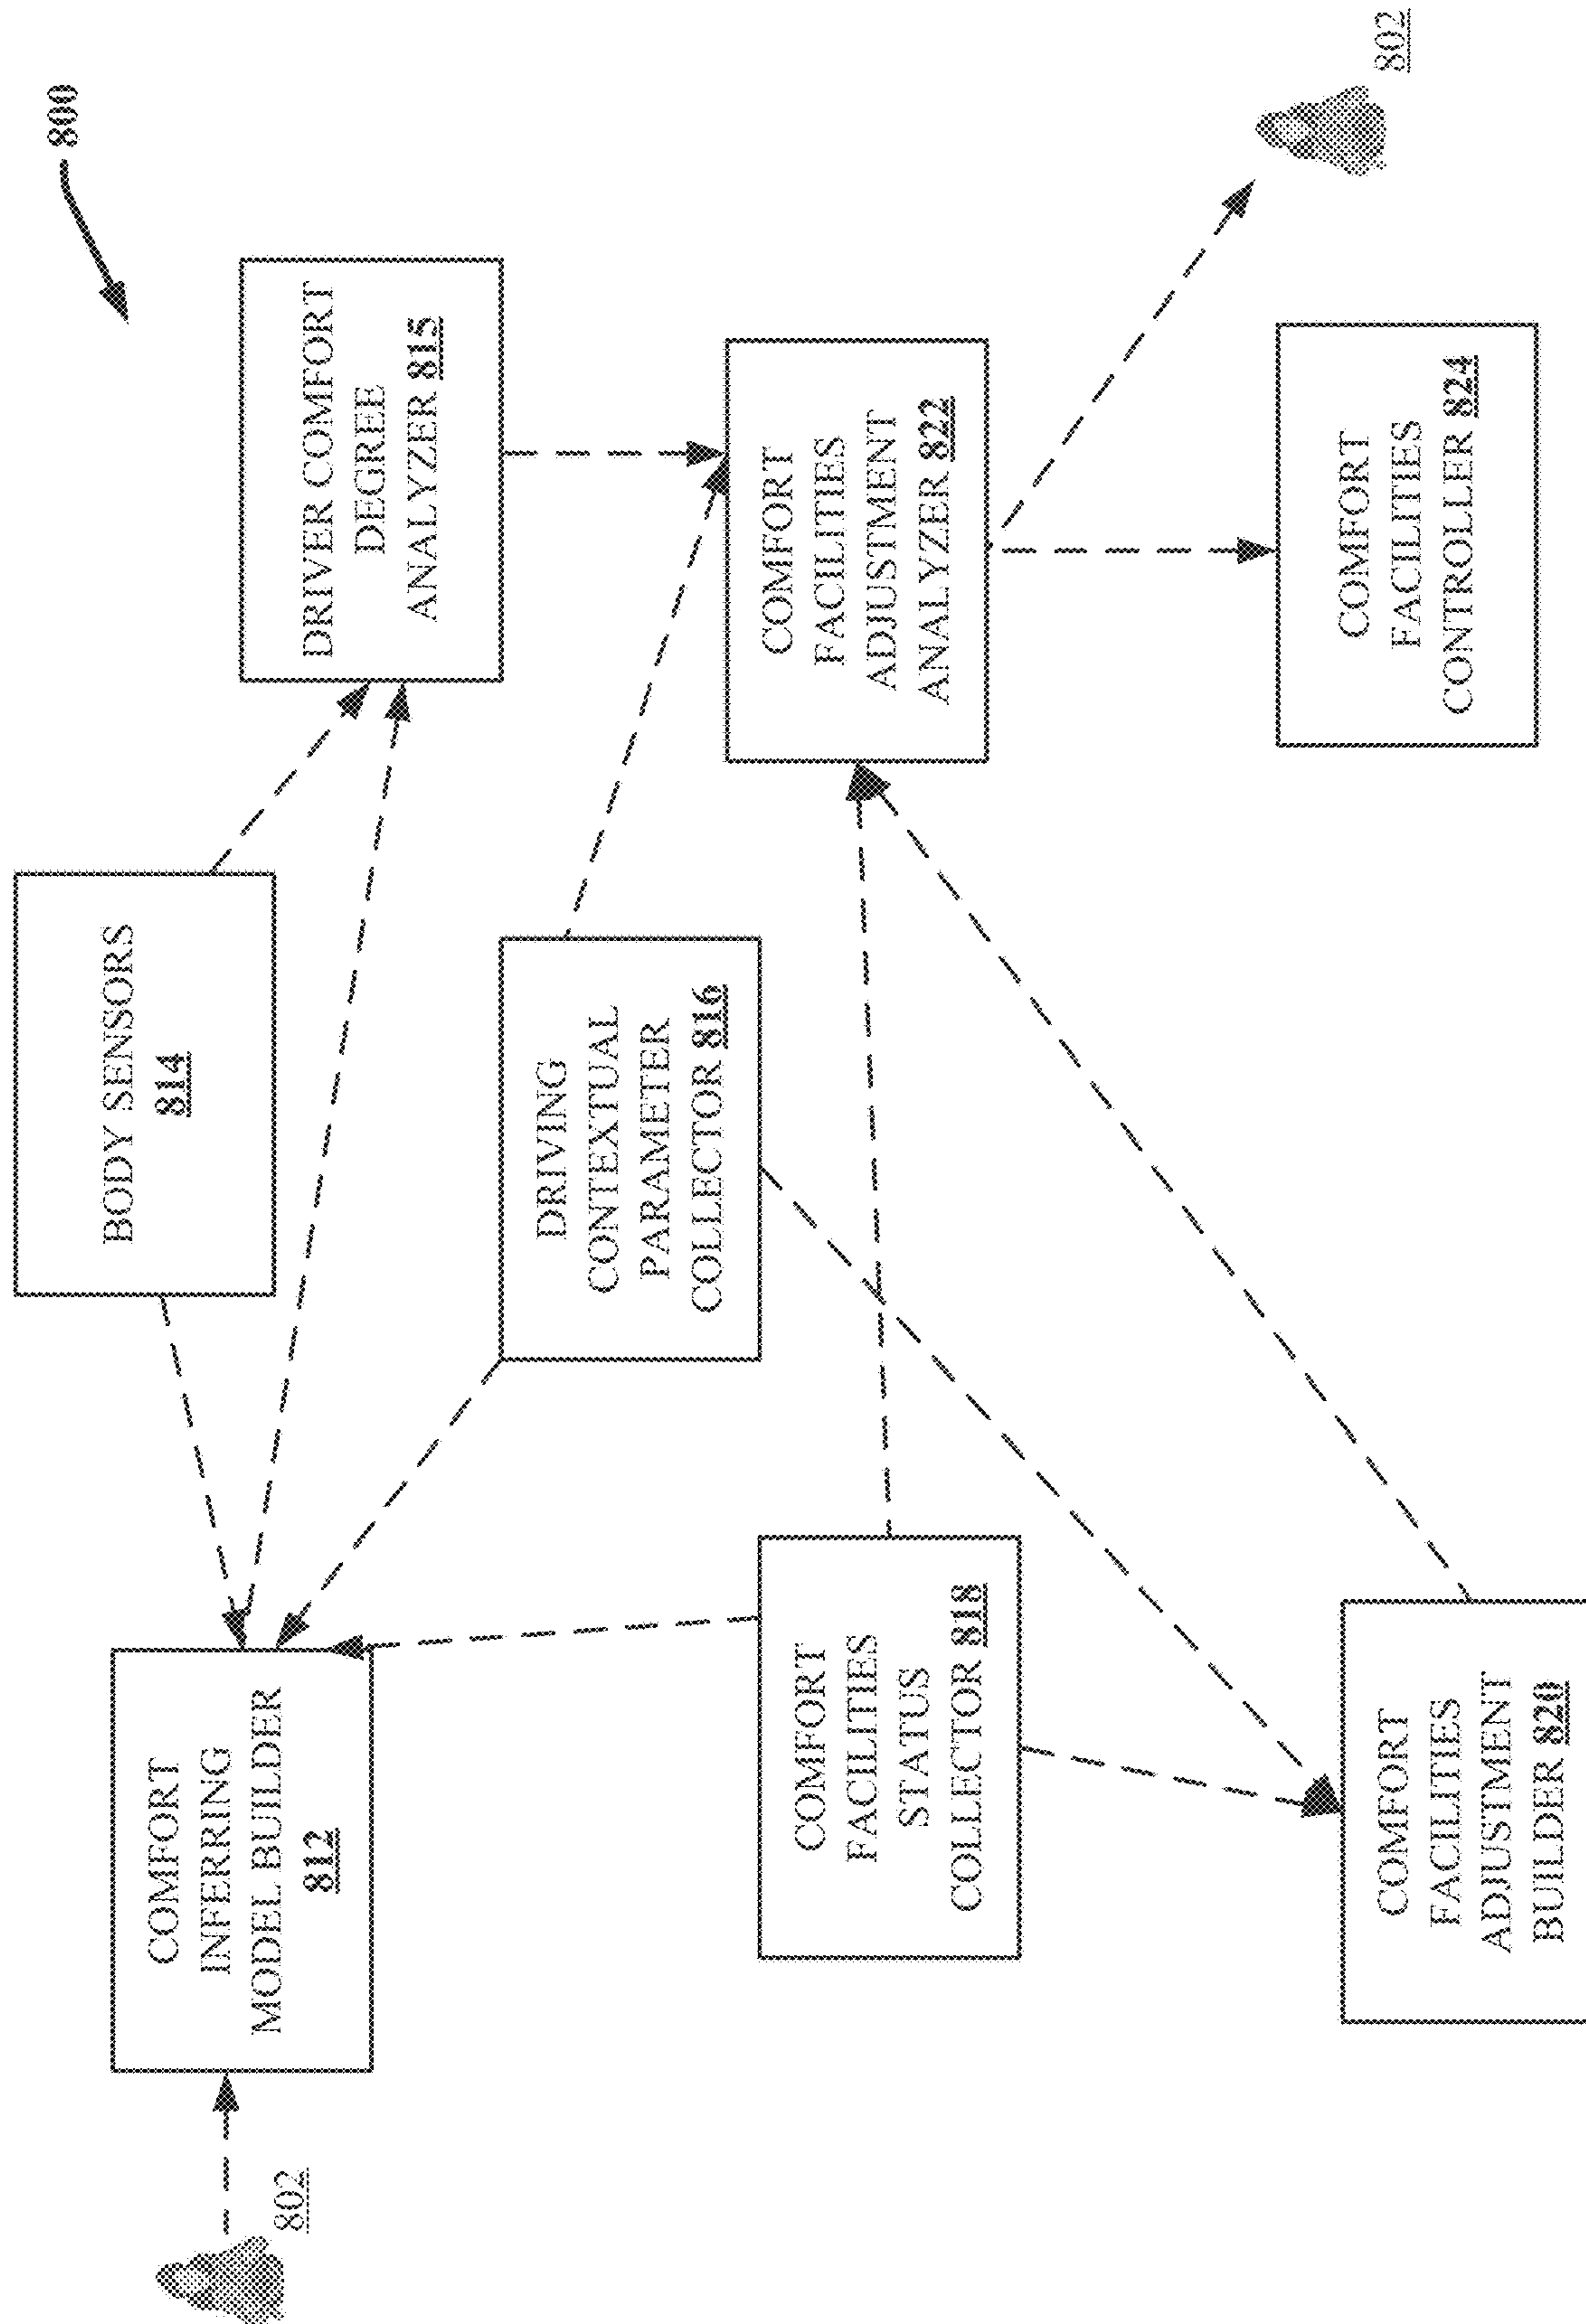 800
802
COMFORT
INFERRING
MODEL BUILDER
812
BODY SENSORS
814
DRIVER COMFORT
DEGREE
ANALYZER 815
DRIVING
CONTEXTUAL
PARAMETER
COLLECTOR 816
COMFORT
FACILITIES
STATUS
COLLECTOR 818
COMFORT
FACILITIES
ADJUSTMENT
ANALYZER 822
COMFORT
FACILITIES
ADJUSTMENT
BUILDER 820
COMFORT
FACILITIES
CONTROLLER 824
802